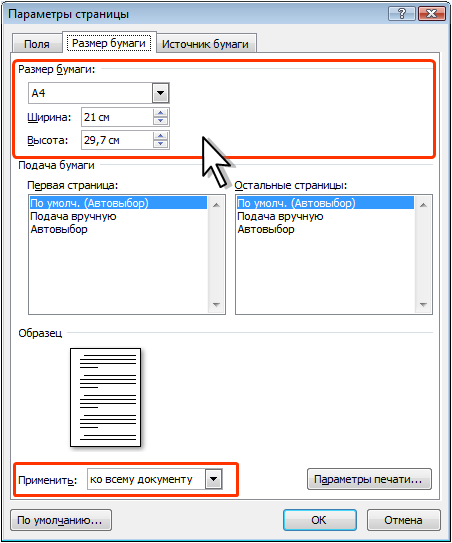 Параметры страницы
Поля Размер бумаги Источник бумаги
Размер бумаги:
A4
Ширина: 21 см
Высота: 29,7 см
Подача бумаги
Первая страница: Остальные страницы:
По умолч. (Автовыбор) По умолч. (Автовыбор)
Подача вручную Подача вручную
Автовыбор Автовыбор
Образец
Применить: ко всему документу Параметры печати...
По умолчанию... ОК Отмена